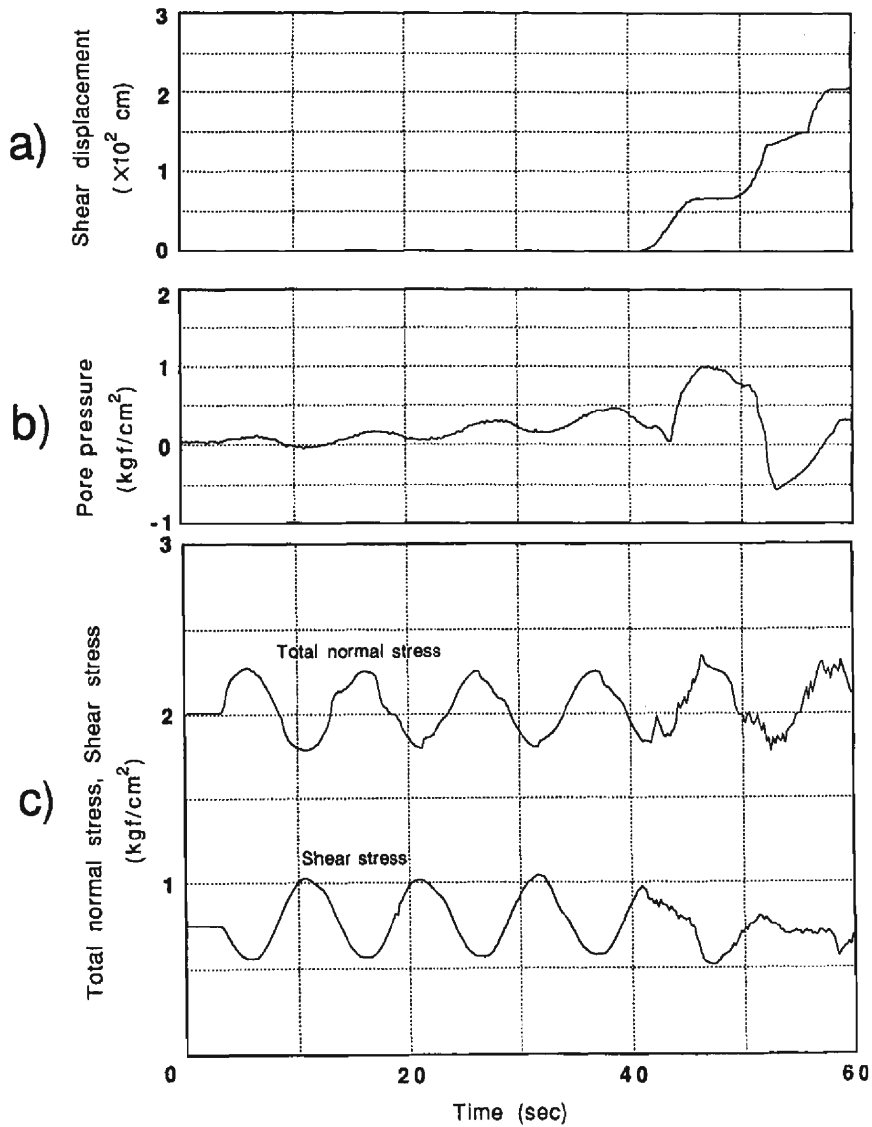 a)
Shear displacement
(×10² cm)
3
2
1
0
b)
Pore pressure
(kgf/cm²)
2
1
0
-1
c)
Total normal stress, Shear stress
(kgf/cm²)
3
2
1
Total normal stress
Shear stress
0
20
40
60
Time (sec)